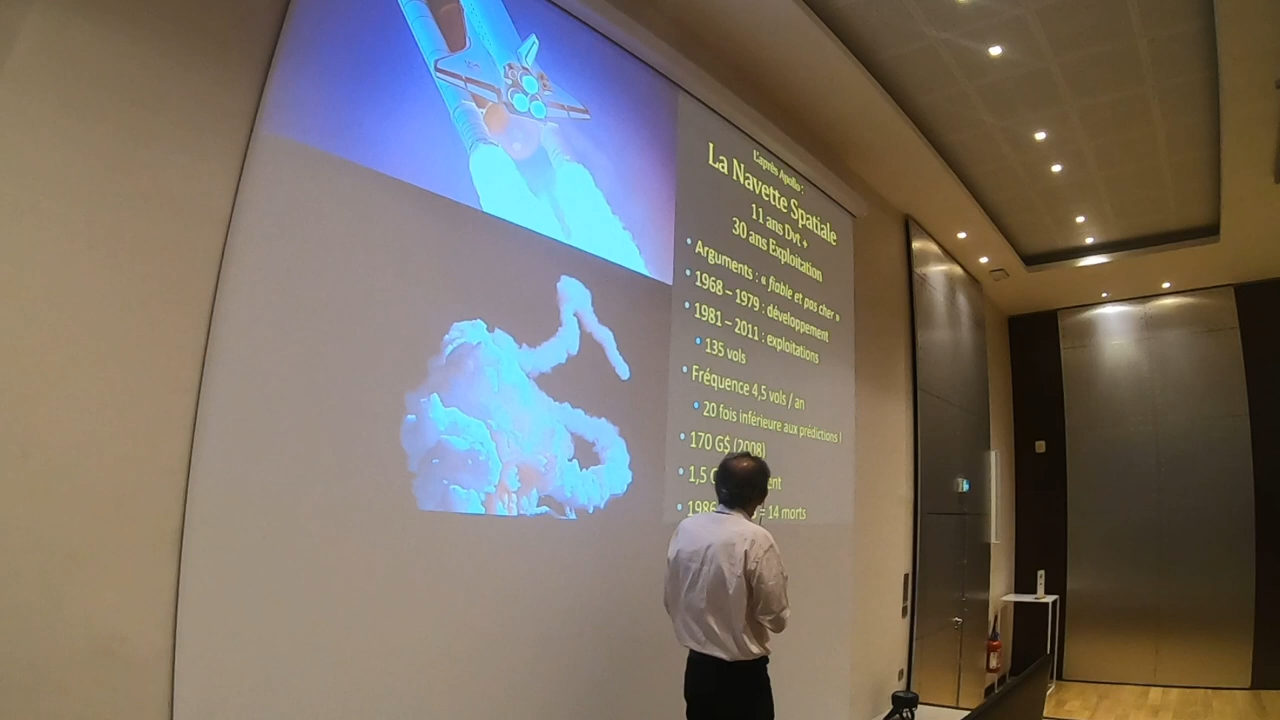 L'après Apollo :
La Navette Spatiale
11 ans Dvt +
30 ans Exploitation
• Arguments : « fiable et pas cher »
• 1968 – 1979 : développement
• 1981 – 2011 : exploitations
• 135 vols
• Fréquence 4,5 vols / an
• 20 fois inférieure aux prédictions !
• 170 G$ (2008)
• 1,5
• 1986 = 14 morts